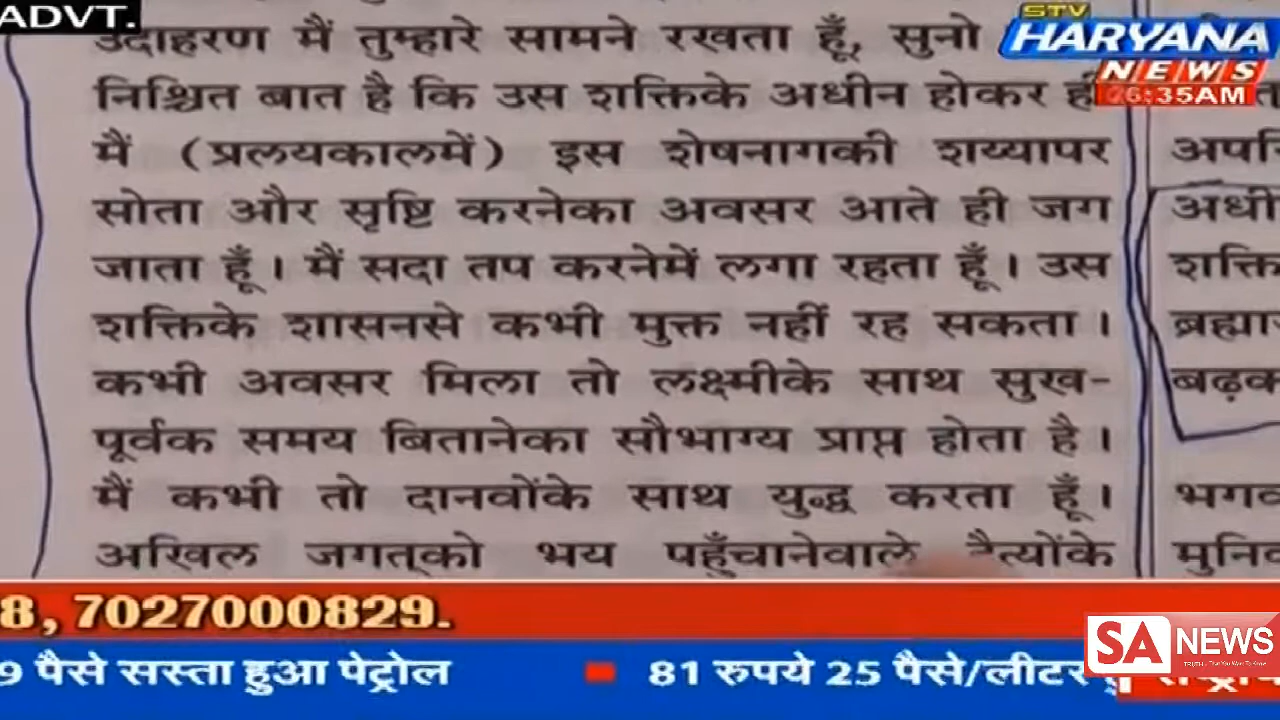 ADVT.
STV
HARYANA
NEWS
06:35AM
उदाहरण मैं तुम्हारे सामने रखता हूँ, सुनो
निश्चित बात है कि उस शक्तिके अधीन होकर ही
मैं (प्रलयकालमें) इस शेषनागकी शय्यापर
सोता और सृष्टि करनेका अवसर आते ही जग
जाता हूँ। मैं सदा तप करनेमें लगा रहता हूँ। उस
शक्तिके शासनसे कभी मुक्त नहीं रह सकता।
कभी अवसर मिला तो लक्ष्मीके साथ सुख-
पूर्वक समय बितानेका सौभाग्य प्राप्त होता है।
मैं कभी तो दानवोंके साथ युद्ध करता हूँ।
अखिल जगत्‌को भय पहुँचानेवाले
अधी
शक्ति
ब्रह्मा
बढ़क
भगव
8, 7027000829.
SA NEWS
9 पैसे सस्ता हुआ पेट्रोल
81 रुपये 25 पैसे/लीटर